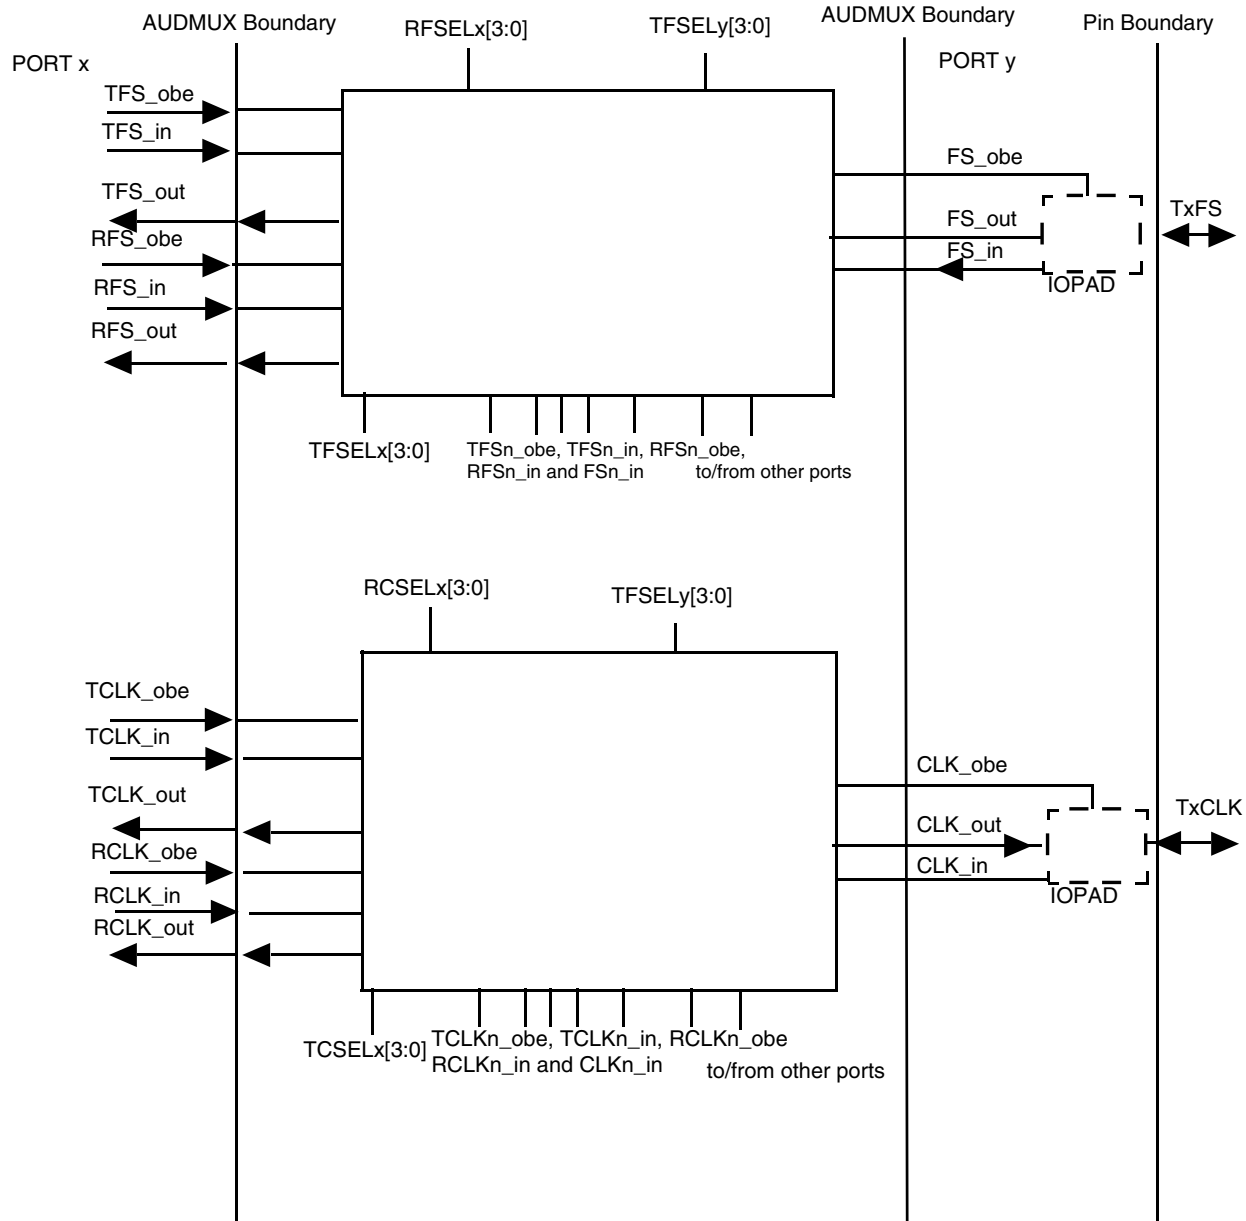 AUDMUX Boundary
RFSELx[3:0]
TFSELy[3:0]
AUDMUX Boundary
Pin Boundary
PORT x
PORT y
TFS_obe
TFS_in
TFS_out
RFS_obe
RFS_in
RFS_out
FS_obe
FS_out
FS_in
TxFS
IOPAD
TFSELx[3:0]
TFSn_obe, TFSn_in, RFSn_obe,
RFSn_in and FSn_in
to/from other ports
RCSELx[3:0]
TFSELy[3:0]
TCLK_obe
TCLK_in
TCLK_out
RCLK_obe
RCLK_in
RCLK_out
CLK_obe
CLK_out
CLK_in
TxCLK
IOPAD
TCSELx[3:0]
TCLKn_obe, TCLKn_in, RCLKn_obe
RCLKn_in and CLKn_in
to/from other ports